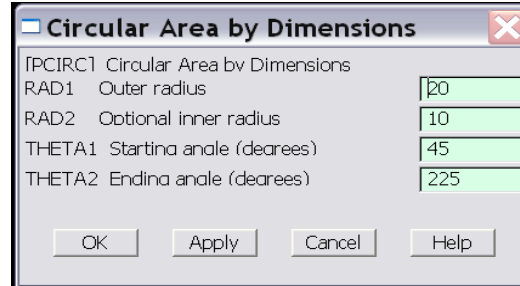 Circular Area by Dimensions
[PCIRC] Circular Area by Dimensions
RAD1 Outer radius 20
RAD2 Optional inner radius 10
THETA1 Starting angle (degrees) 45
THETA2 Ending angle (degrees) 225
OK Apply Cancel Help